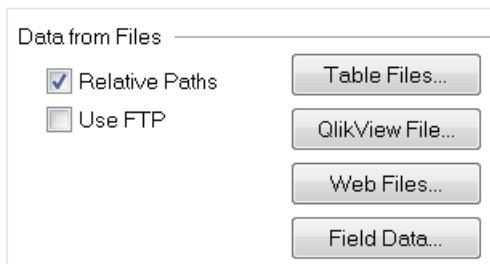 Data from Files
Relative Paths
Use FTP
Table Files...
QlikView File...
Web Files...
Field Data...